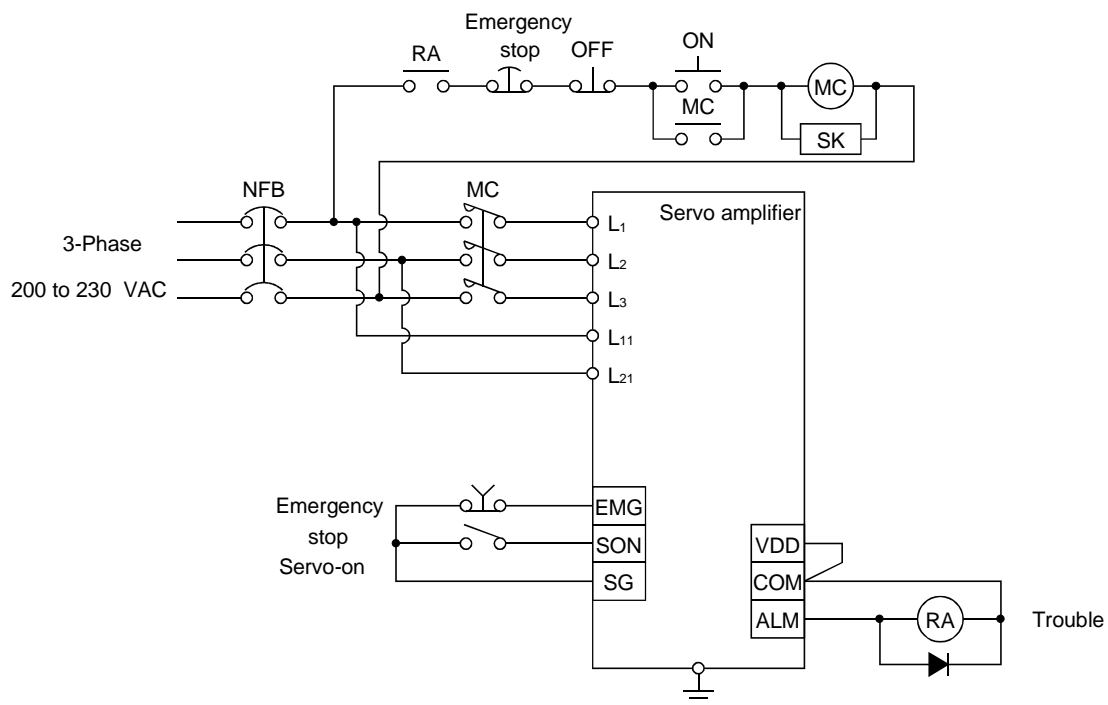 Emergency
stop
RA
OFF
ON
MC
MC
SK
NFB
MC
Servo amplifier
3-Phase
200 to 230 VAC
L1
L2
L3
L11
L21
Emergency
stop
Servo-on
EMG
SON
SG
VDD
COM
ALM
RA
Trouble